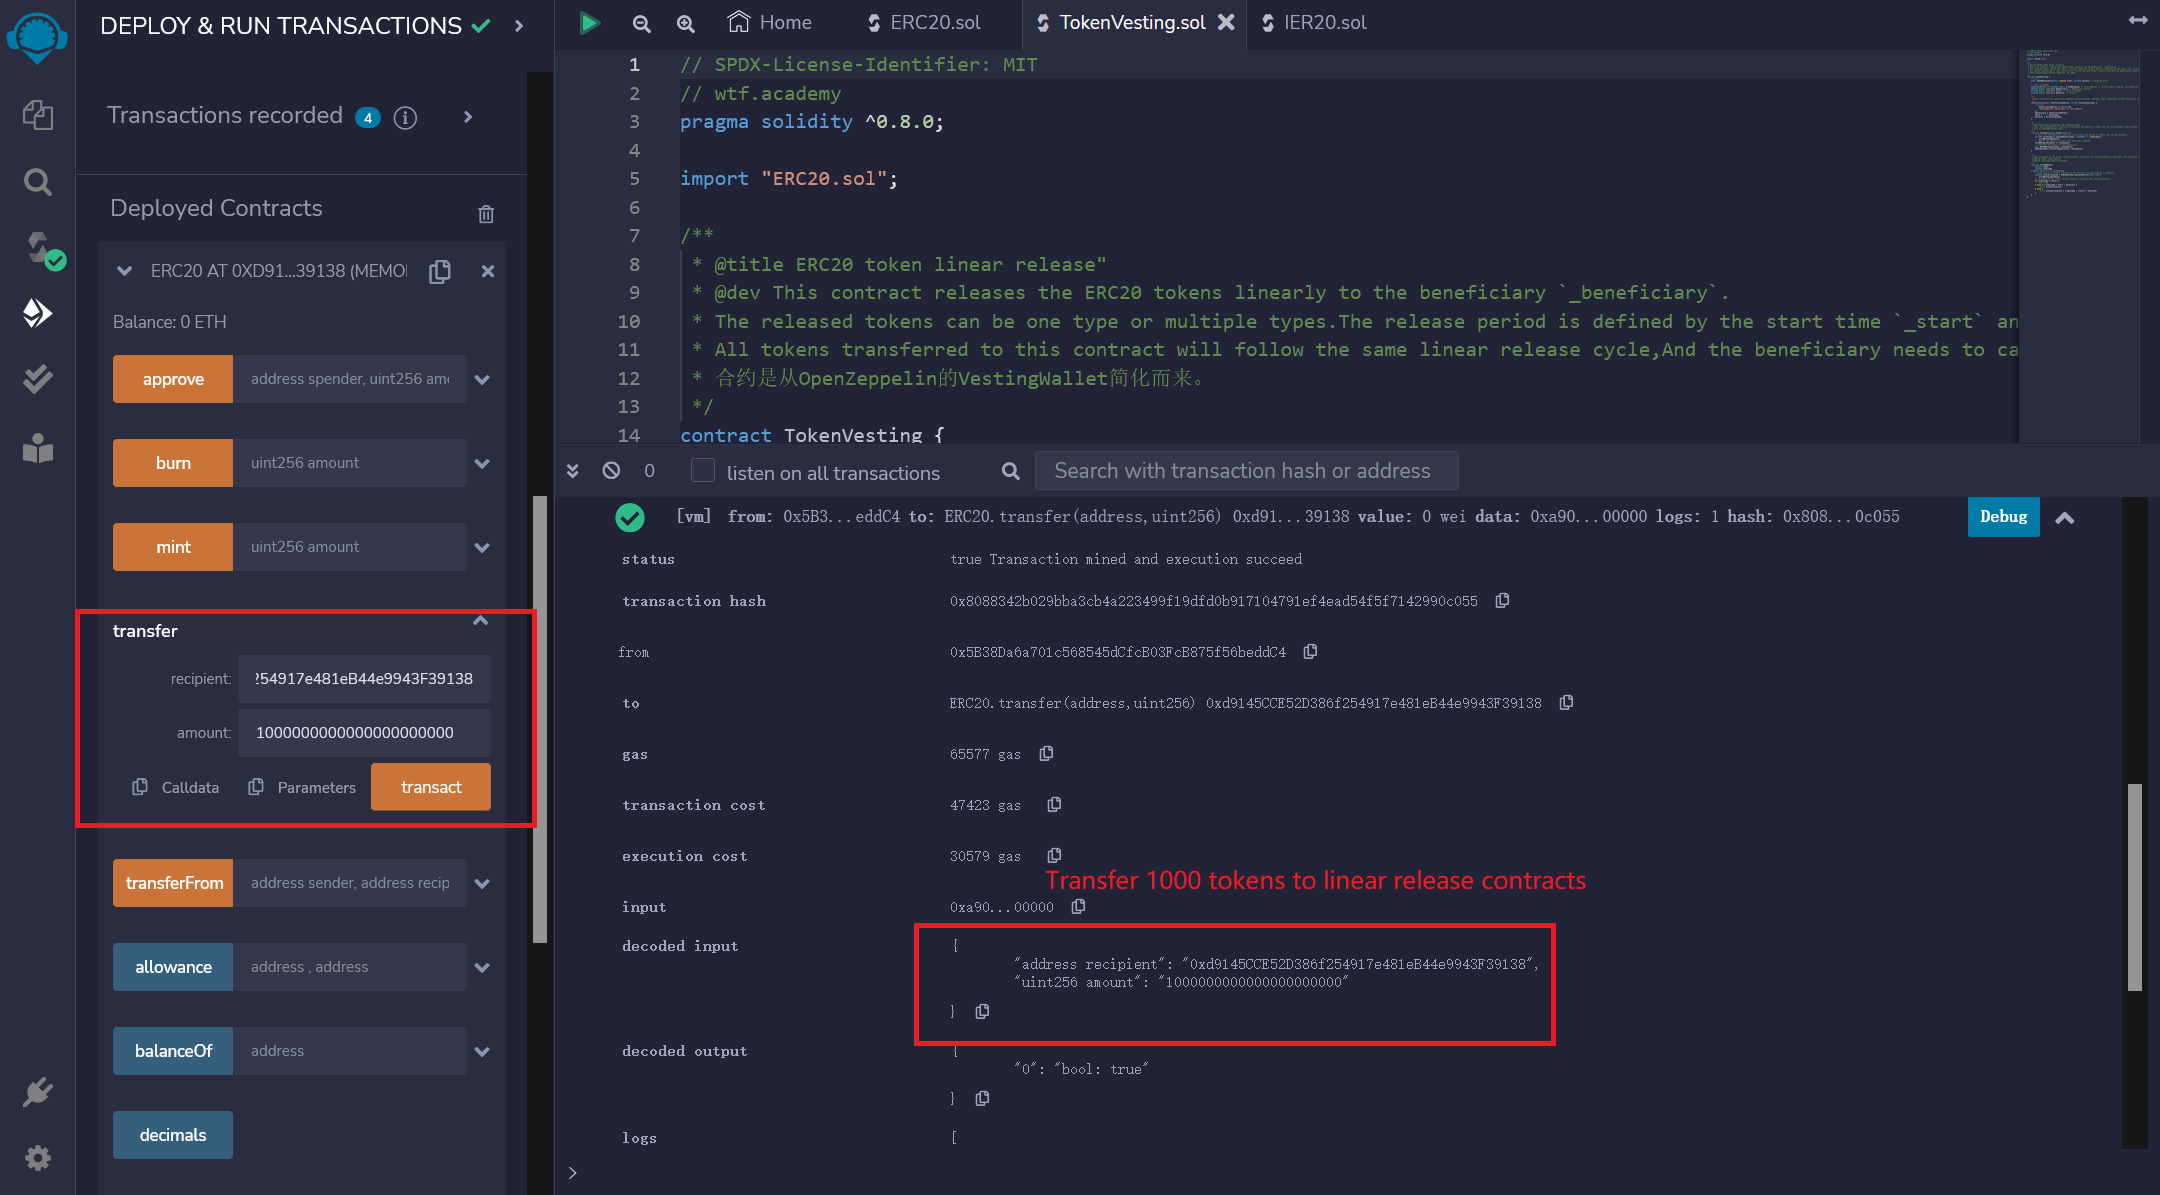 DEPLOY & RUN TRANSACTIONS
Transactions recorded 4 i
Deployed Contracts
ERC20 AT 0XD91...39138 (MEMO
Balance: 0 ETH
approve address spender, uint256 am
burn uint256 amount
mint uint256 amount
transfer
recipient: 254917e481eB44e9943F39138
amount: 1000000000000000000000
Calldata Parameters transact
transferFrom address sender, address recip
allowance address , address
balanceOf address
decimals
Home ERC20.sol TokenVesting.sol IER20.sol
1 // SPDX-License-Identifier: MIT
2 // wtf.academy
3 pragma solidity ^0.8.0;
4
5 import "ERC20.sol";
6
7 /**
8 * @title ERC20 token linear release"
9 * @dev This contract releases the ERC20 tokens linearly to the beneficiary `_beneficiary`.
10 * The released tokens can be one type or multiple types.The release period is defined by the start time `_start` an
11 * All tokens transferred to this contract will follow the same linear release cycle,And the beneficiary needs to ca
12 * 合约是从OpenZeppelin的VestingWallet简化而来。
13 */
14 contract TokenVesting {
0 listen on all transactions Search with transaction hash or address
[vm] from: 0x5B3...eddC4 to: ERC20.transfer(address,uint256) 0xd91...39138 value: 0 wei data: 0xa90...00000 logs: 1 hash: 0x808...0c055 Debug
status true Transaction mined and execution succeed
transaction hash 0x8088342b029bba3cb4a223499f19dfd0b917104791ef4ead54f5f7142990c055
from 0x5B38Da6a701c568545dCfcB03FcB875f56beddC4
to ERC20.transfer(address,uint256) 0xd9145CCE52D386f254917e481eB44e9943F39138
gas 65577 gas
transaction cost 47423 gas
execution cost 30579 gas
Transfer 1000 tokens to linear release contracts
input 0xa90...00000
decoded input {
"address recipient": "0xd9145CCE52D386f254917e481eB44e9943F39138",
"uint256 amount": "1000000000000000000000"
}
decoded output {
"0": "bool: true"
}
logs [
>